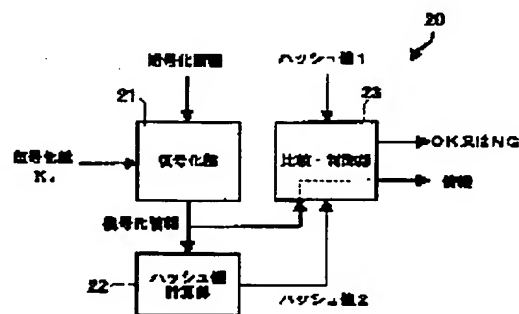 20
暗号化情報
ハッシュ値1
21
23
復号化鍵
K
復号化部
比較・制御部
OK又はNG
情報
復号化情報
22
ハッシュ値
計算部
ハッシュ値2